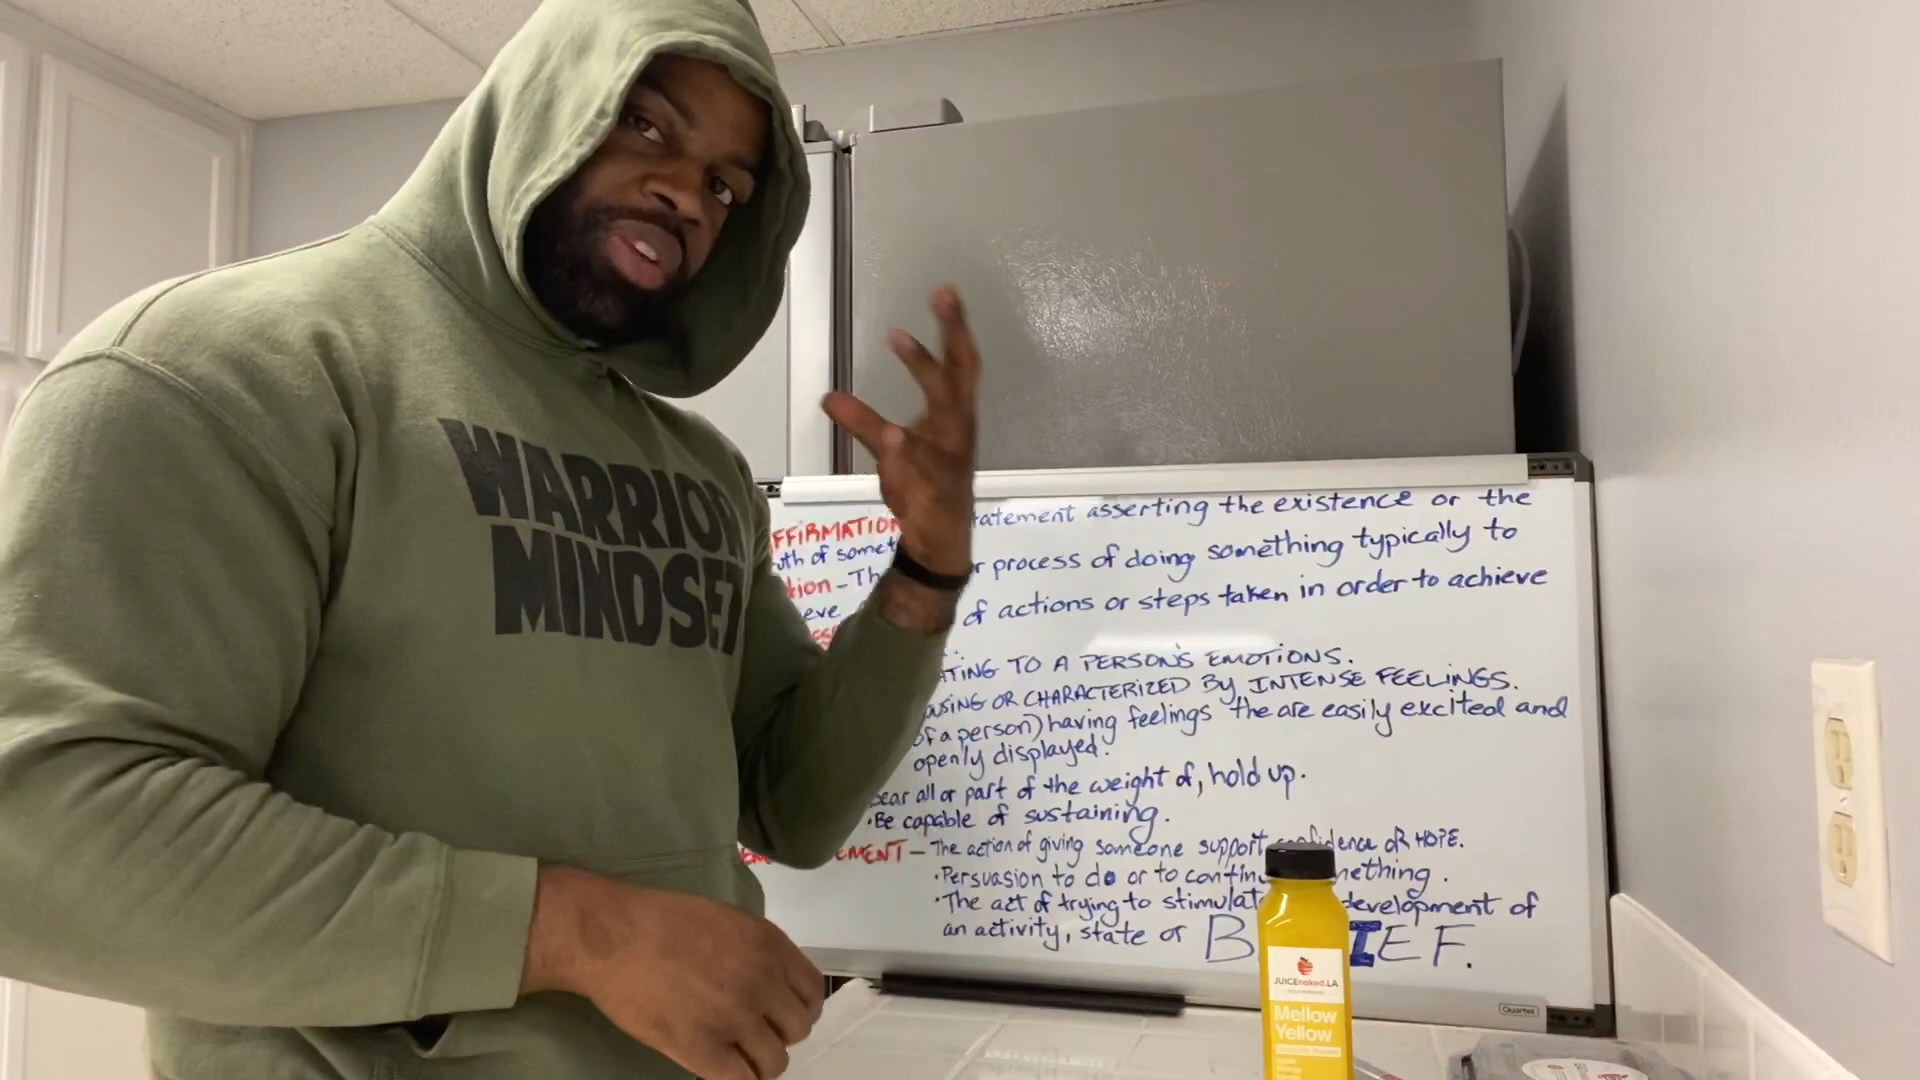 WARRIOR
MINDSET
FFIRMATION tatement asserting the existence or the
uth of somet
tion - Th r process of doing something typically to
eve of actions or steps taken in order to achieve
ATING TO A PERSON'S EMOTIONS.
USING OR CHARACTERIZED BY INTENSE FEELINGS.
of a person) having feelings the are easily excited and
openly displayed.
bear all or part of the weight of, hold up.
• Be capable of sustaining.
EMENT - The action of giving someone support confidence OR HOPE.
• Persuasion to do or to contin mething.
• The act of trying to stimulat development of
an activity, state or B IEF.
Quartet
JUICEnaked.LA
Mellow
Yellow